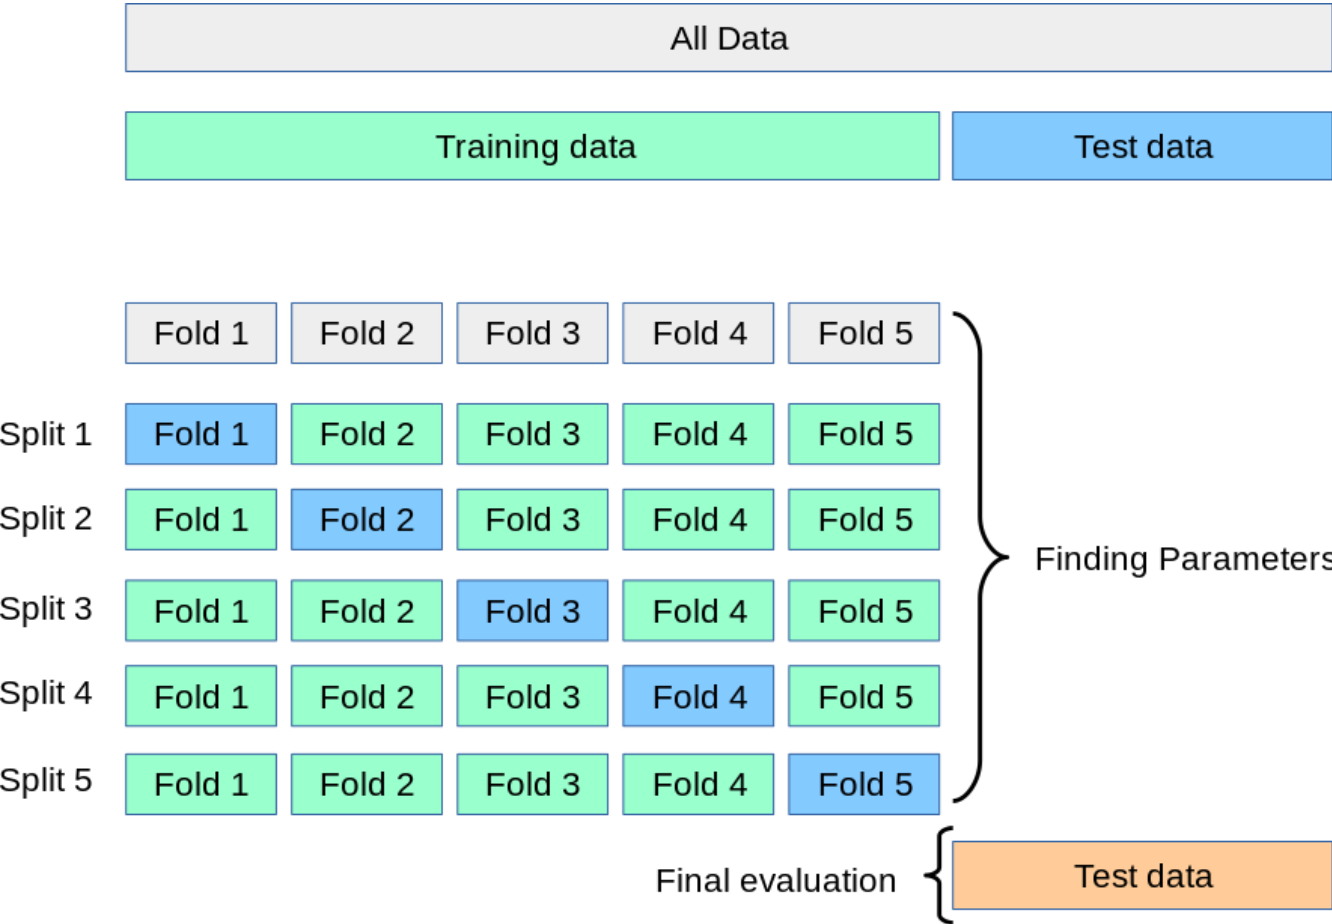 All Data
Training data Test data
Fold 1 Fold 2 Fold 3 Fold 4 Fold 5
Split 1 Fold 1 Fold 2 Fold 3 Fold 4 Fold 5
Split 2 Fold 1 Fold 2 Fold 3 Fold 4 Fold 5
Finding Parameters
Split 3 Fold 1 Fold 2 Fold 3 Fold 4 Fold 5
Split 4 Fold 1 Fold 2 Fold 3 Fold 4 Fold 5
Split 5 Fold 1 Fold 2 Fold 3 Fold 4 Fold 5
Final evaluation Test data